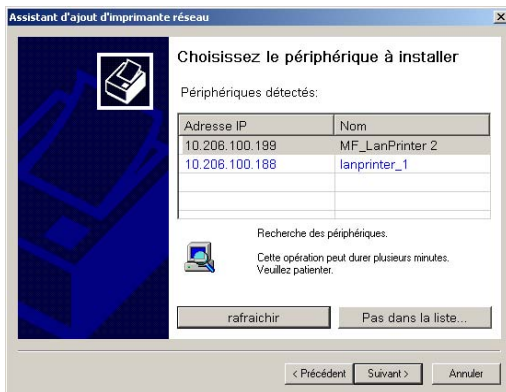 Assistant d'ajout d'imprimante réseau
Choisissez le périphérique à installer
Périphériques détectés:
Adresse IP Nom
10.206.100.199 MF_LanPrinter 2
10.206.100.188 lanprinter_1
Recherche des périphériques.
Cette opération peut durer plusieurs minutes.
Veuillez patienter.
rafraichir Pas dans la liste...
< Précédent Suivant > Annuler